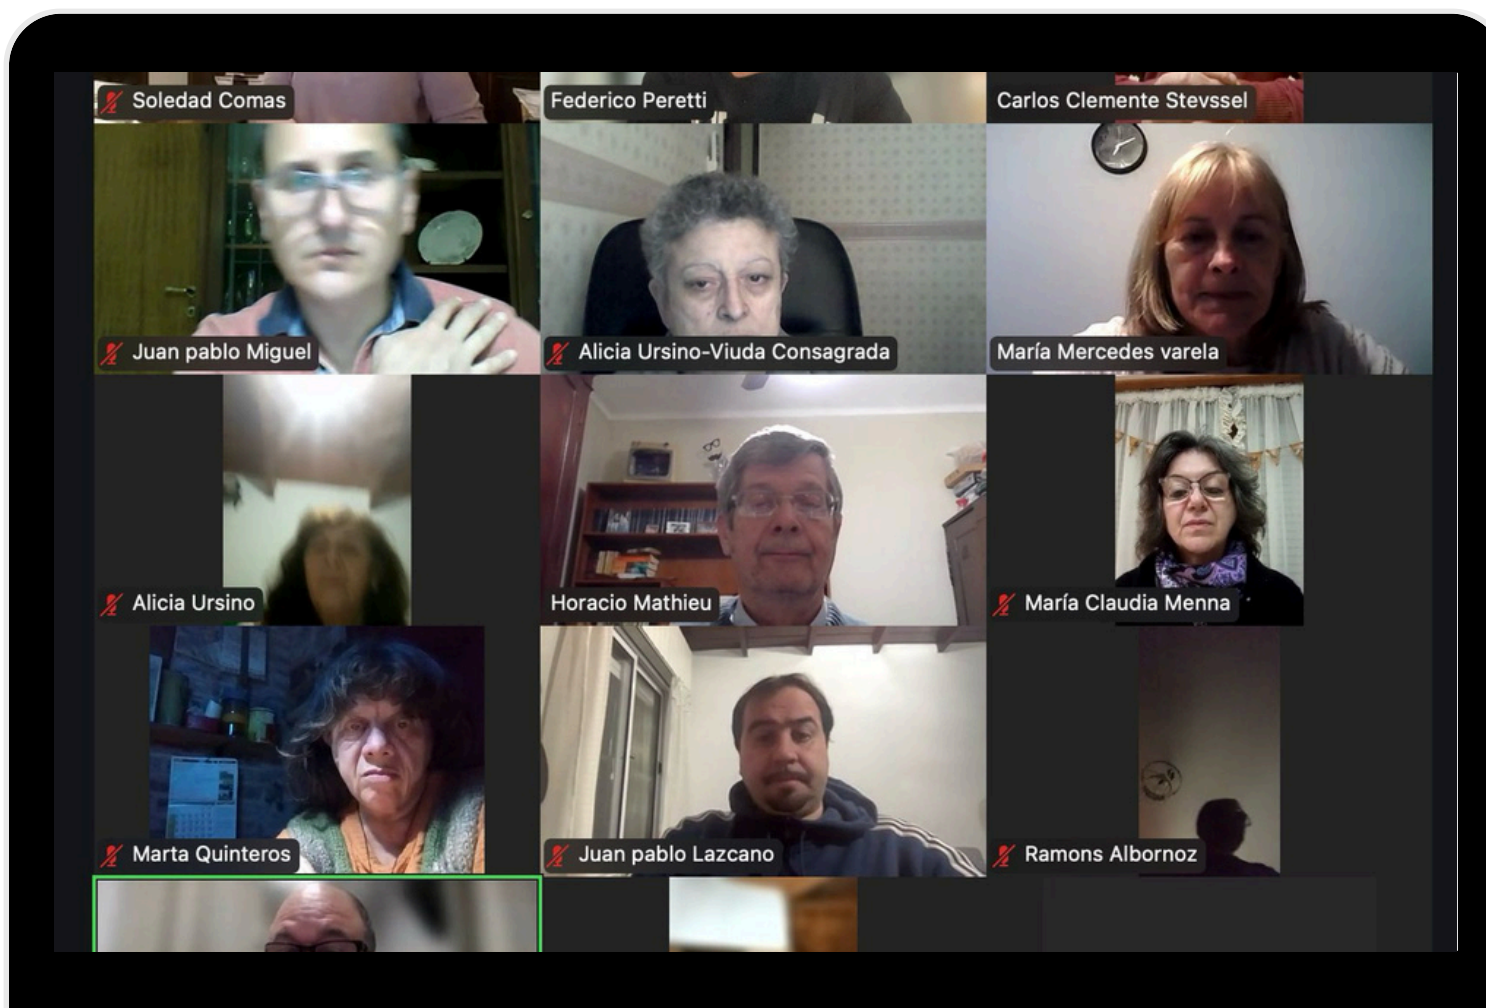 Soledad Comas
Federico Peretti
Carlos Clemente Stevssel
Juan pablo Miguel
Alicia Ursino-Viuda Consagrada
María Mercedes varela
Alicia Ursino
Horacio Mathieu
María Claudia Menna
Marta Quinteros
Juan pablo Lazcano
Ramons Albornoz